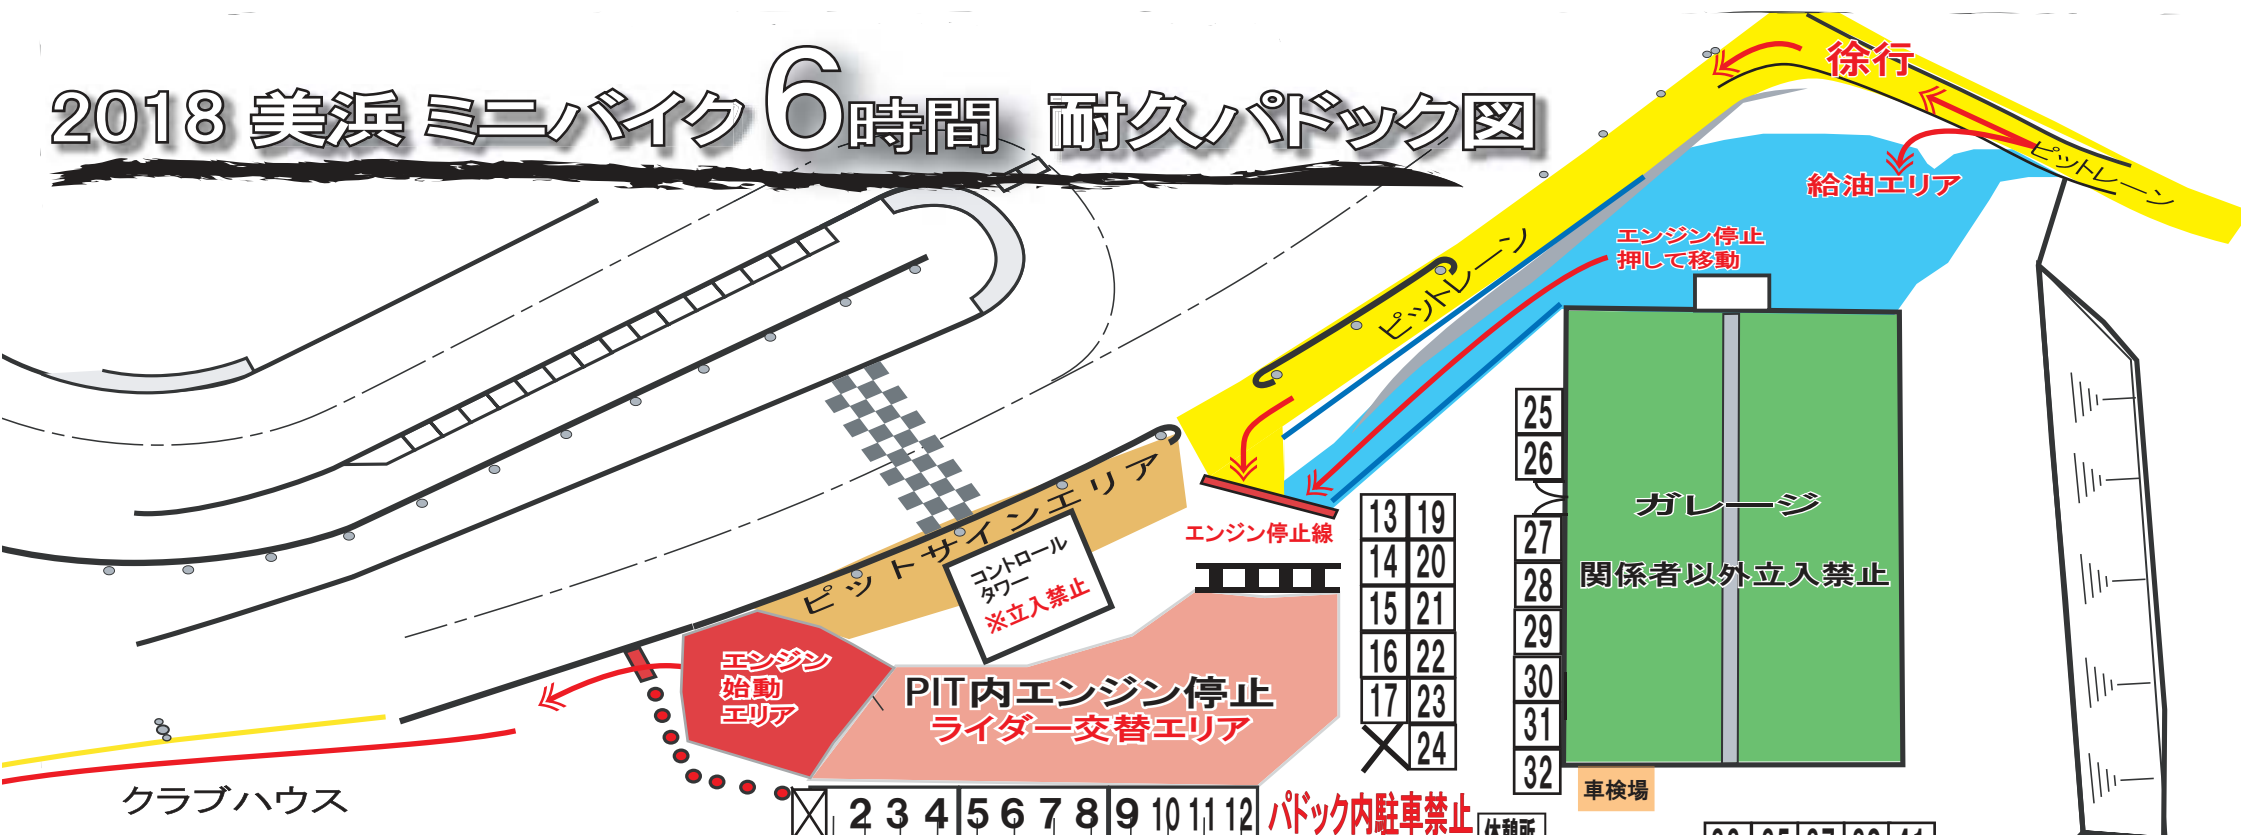 2018 美浜 ミニバイク 6時間 耐久パドック図
徐行
ピットレーン
給油エリア
エンジン停止
押して移動
ピットレーン
ピットサインエリア
コントロール
タワー
※立入禁止
エンジン停止線
エンジン
始動
エリア
PIT内エンジン停止
ライダー交替エリア
クラブハウス
13 19
14 20
15 21
16 22
17 23
24
25
26
27
28
29
30
31
32
ガレージ
関係者以外立入禁止
車検場
2 3 4 5 6 7 8 9 10 11 12
パドック内駐車禁止
休憩所